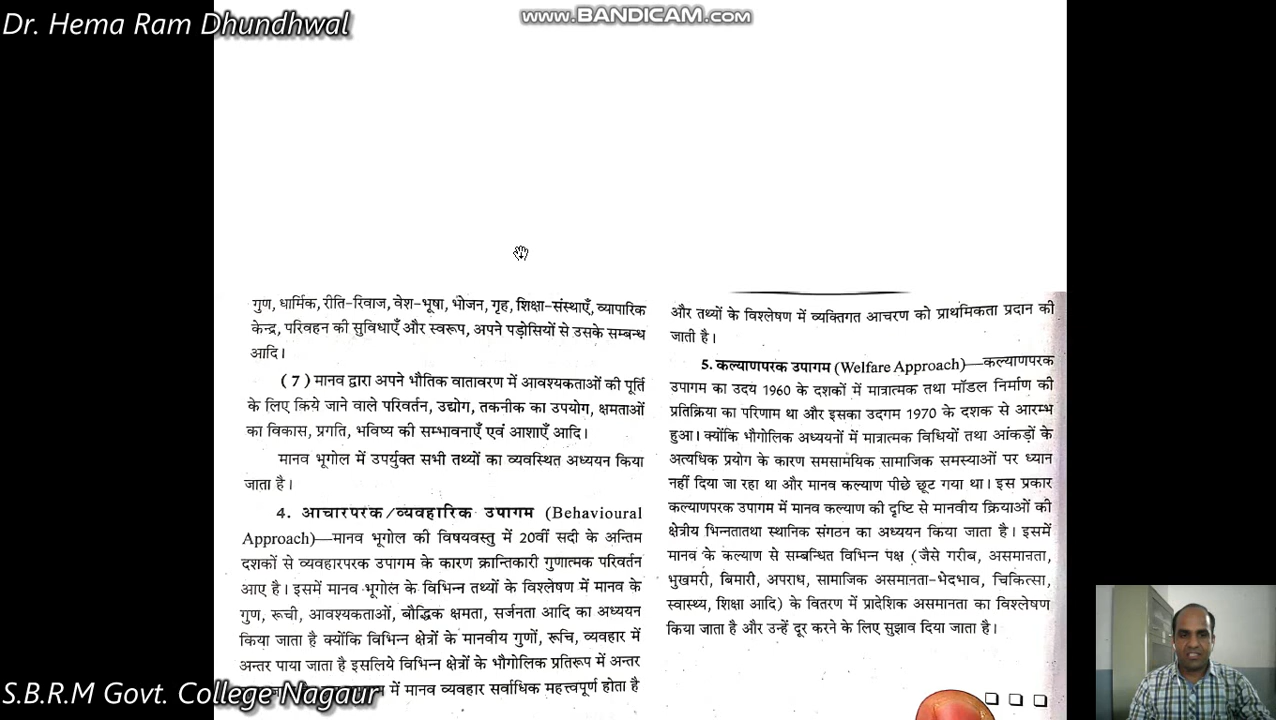 Dr. Hema Ram Dhundhwal
www.BANDICAM.com
गुण, धार्मिक, रीति-रिवाज, वेश-भूषा, भोजन, गृह, शिक्षा-संस्थाएँ, व्यापारिक
केन्द्र, परिवहन की सुविधाएँ और स्वरूप, अपने पड़ोसियों से उसके सम्बन्ध
आदि।
(7) मानव द्वारा अपने भौतिक वातावरण में आवश्यकताओं की पूर्ति
के लिए किये जाने वाले परिवर्तन, उद्योग, तकनीक का उपयोग, क्षमताओं
का विकास, प्रगति, भविष्य की सम्भावनाएँ एवं आशाएँ आदि।
मानव भूगोल में उपर्युक्त सभी तथ्यों का व्यवस्थित अध्ययन किया
जाता है।
4. आचारपरक/व्यवहारिक उपागम (Behavioural
Approach)—मानव भूगोल की विषयवस्तु में 20वीं सदी के अन्तिम
दशकों से व्यवहारपरक उपागम के कारण क्रान्तिकारी गुणात्मक परिवर्तन
आए है। इसमें मानव भूगोल के विभिन्न तथ्यों के विश्लेषण में मानव के
गुण, रूची, आवश्यकताओं, बौद्धिक क्षमता, सर्जनता आदि का अध्ययन
किया जाता है क्योंकि विभिन्न क्षेत्रों के मानवीय गुणों, रूचि, व्यवहार में
अन्तर पाया जाता है इसलिये विभिन्न क्षेत्रों के भौगोलिक प्रतिरूप में अन्तर
में मानव व्यवहार सर्वाधिक महत्त्वपूर्ण होता है
और तथ्यों के विश्लेषण में व्यक्तिगत आचरण को प्राथमिकता प्रदान की
जाती है।
5. कल्याणपरक उपागम (Welfare Approach)—कल्याणपरक
उपागम का उदय 1960 के दशकों में मात्रात्मक तथा मॉडल निर्माण की
प्रतिक्रिया का परिणाम था और इसका उदगम 1970 के दशक से आरम्भ
हुआ। क्योंकि भौगोलिक अध्ययनों में मात्रात्मक विधियों तथा आंकड़ों के
अत्यधिक प्रयोग के कारण समसामयिक सामाजिक समस्याओं पर ध्यान
नहीं दिया जा रहा था और मानव कल्याण पीछे छूट गया था। इस प्रकार
कल्याणपरक उपागम में मानव कल्याण की दृष्टि से मानवीय क्रियाओं की
क्षेत्रीय भिन्नतातथा स्थानिक संगठन का अध्ययन किया जाता है। इसमें
मानव के कल्याण से सम्बन्धित विभिन्न पक्ष (जैसे गरीब, असमानता,
भुखमरी, बिमारी, अपराध, सामाजिक असमानता-भेदभाव, चिकित्सा,
स्वास्थ्य, शिक्षा आदि) के वितरण में प्रादेशिक असमानता का विश्लेषण
किया जाता है और उन्हें दूर करने के लिए सुझाव दिया जाता है।
S.B.R.M Govt. College Nagaur